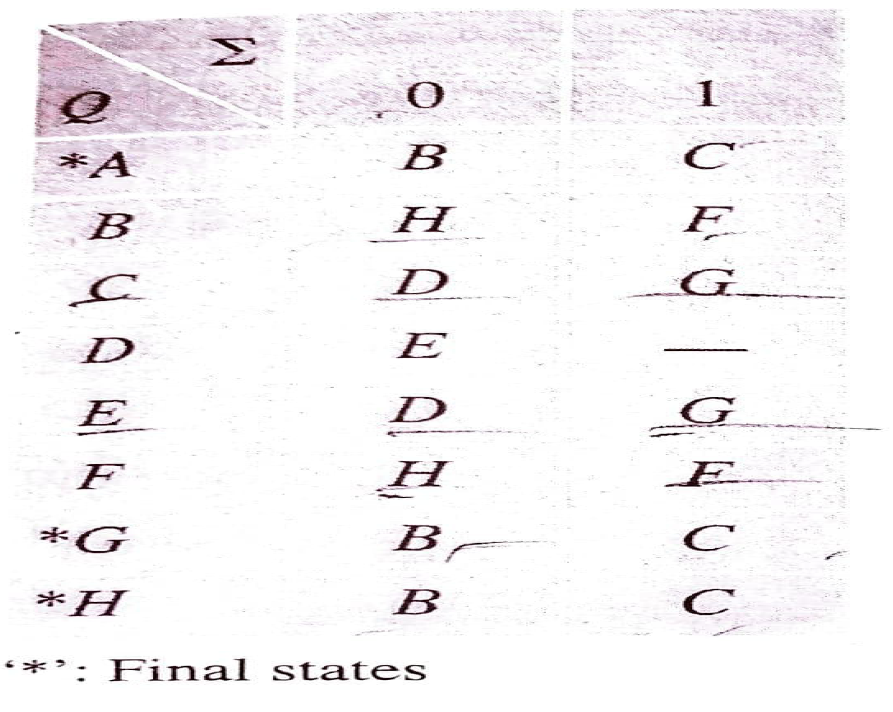 Σ
Q 0 1
*A B C
B H F
C D G
D E —
E D G
F H F
*G B C
*H B C
‘*’: Final states